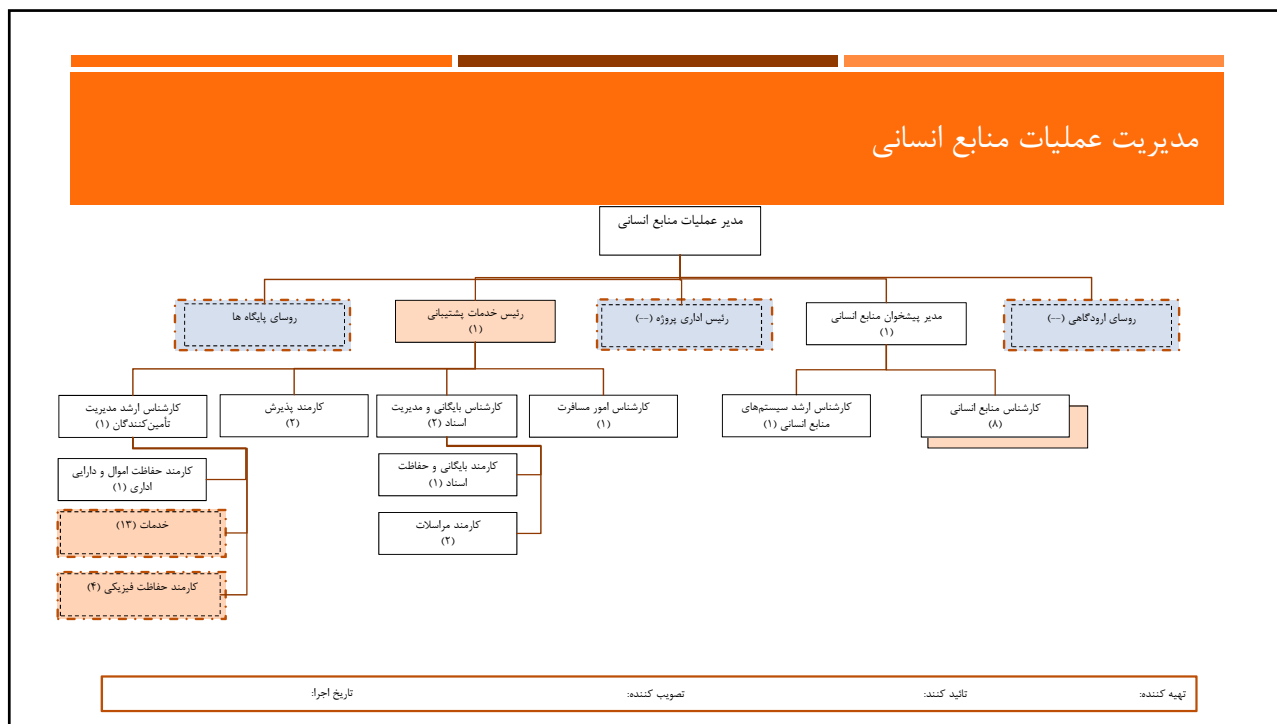 مدیریت عملیات منابع انسانی
مدیر عملیات منابع انسانی
روسای ارودگاهی (--)
مدیر پیشخوان منابع انسانی
(۱)
رئیس اداری پروژه (--)
رئیس خدمات پشتیبانی
(۱)
روسای پایگاه ها
کارشناس منابع انسانی
(۸)
کارشناس ارشد سیستم‌های
منابع انسانی (۱)
کارشناس امور مسافرت
(۱)
کارشناس بایگانی و مدیریت
اسناد (۲)
کارمند پذیرش
(۲)
کارشناس ارشد مدیریت
تأمین‌کنندگان (۱)
کارمند بایگانی و حفاظت
اسناد (۱)
کارمند مراسلات
(۲)
کارمند حفاظت اموال و دارایی
اداری (۱)
خدمات (۱۳)
کارمند حفاظت فیزیکی (۴)
تهیه کننده:
تائید کنند:
تصویب کننده:
تاریخ اجرا: